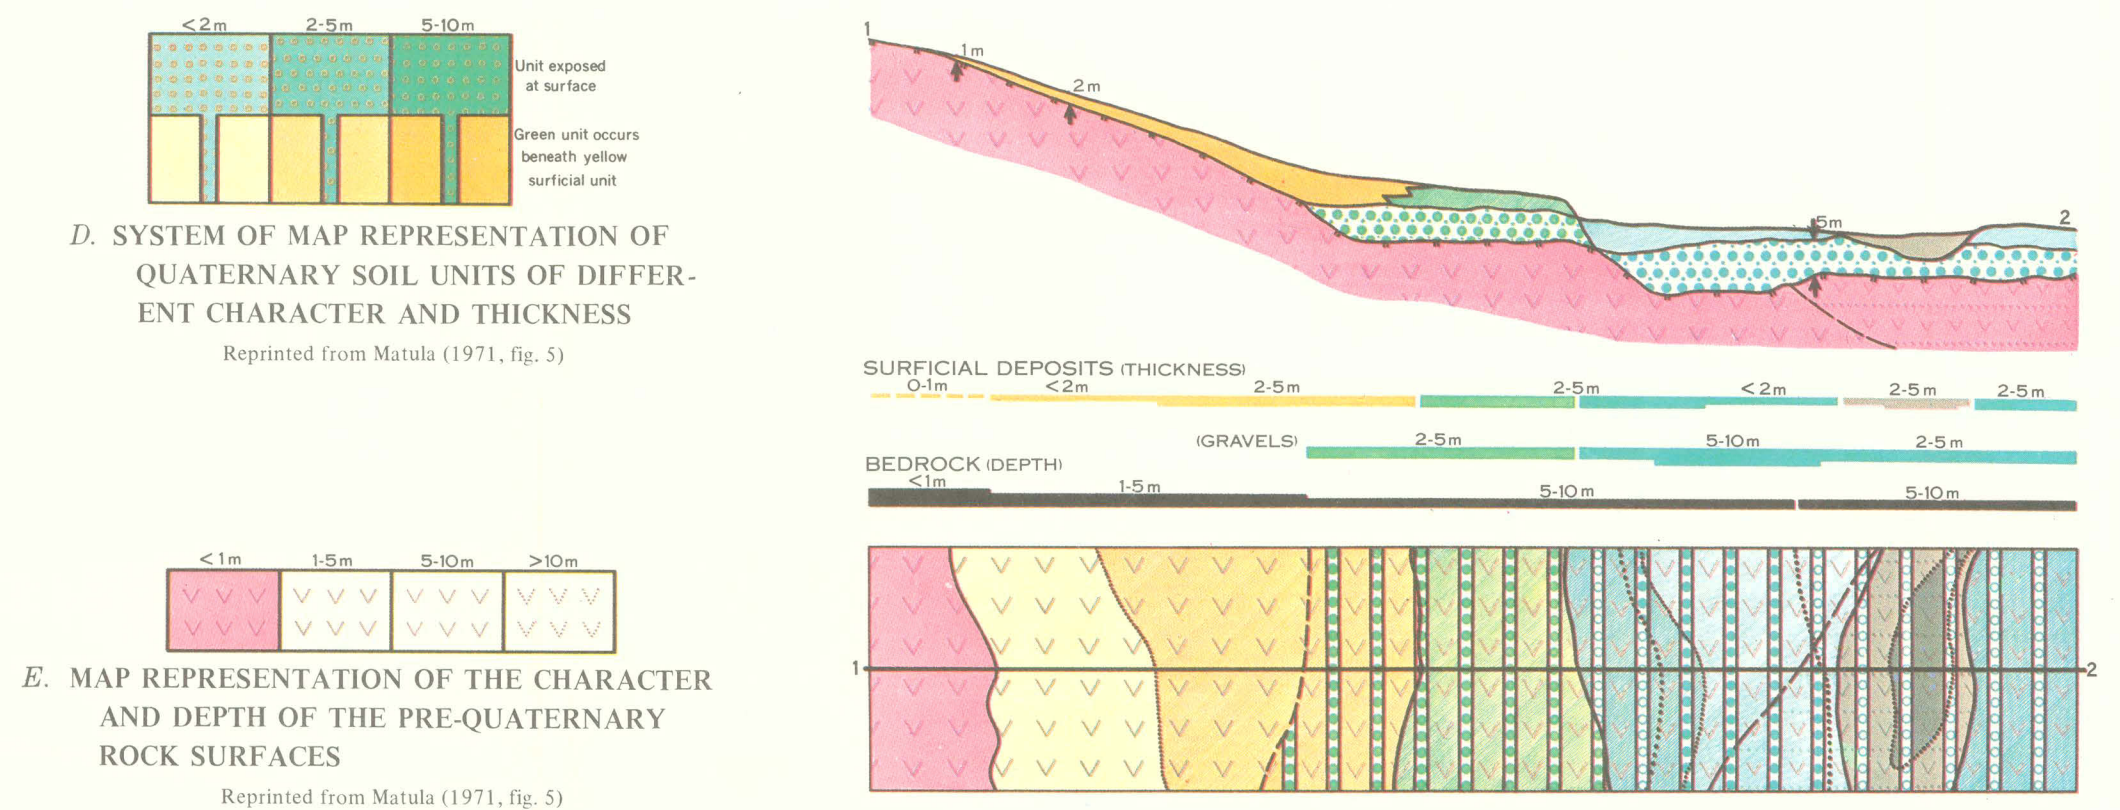 <2m 2-5m 5-10m
Unit exposed
at surface
Green unit occurs
beneath yellow
surficial unit
D. SYSTEM OF MAP REPRESENTATION OF
QUATERNARY SOIL UNITS OF DIFFER-
ENT CHARACTER AND THICKNESS
Reprinted from Matula (1971, fig. 5)
<1m 1-5m 5-10m >10m
E. MAP REPRESENTATION OF THE CHARACTER
AND DEPTH OF THE PRE-QUATERNARY
ROCK SURFACES
Reprinted from Matula (1971, fig. 5)
1
1m
2m
5m
2
SURFICIAL DEPOSITS (THICKNESS)
0-1m <2m 2-5m 2-5m <2m 2-5m 2-5m
(GRAVELS) 2-5m 5-10m 2-5m
BEDROCK (DEPTH)
<1m 1-5m 5-10m 5-10m
1 2